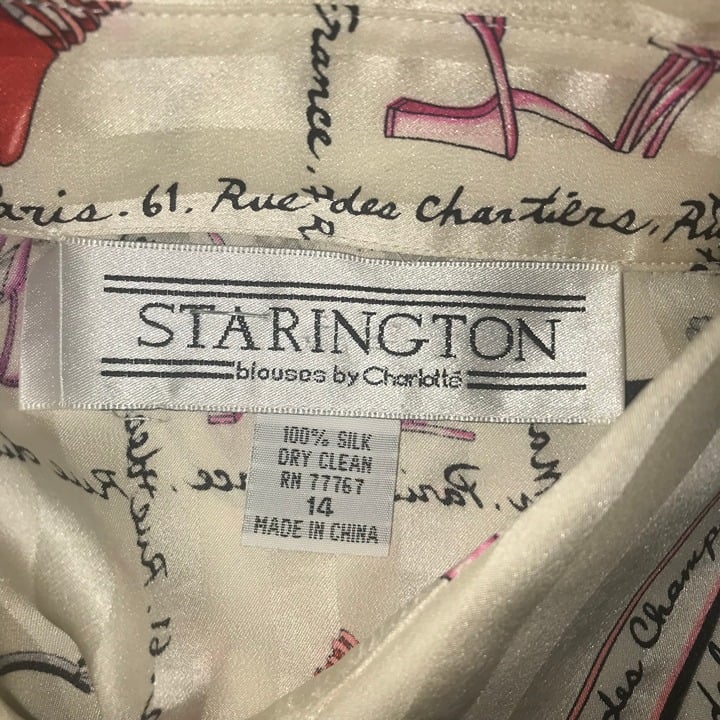 France.
Paris. 61. Rue des Chartiers, Ru
STARINGTON
blouses by Charlotte
100% SILK
DRY CLEAN
RN 77767
14
MADE IN CHINA
des Champ